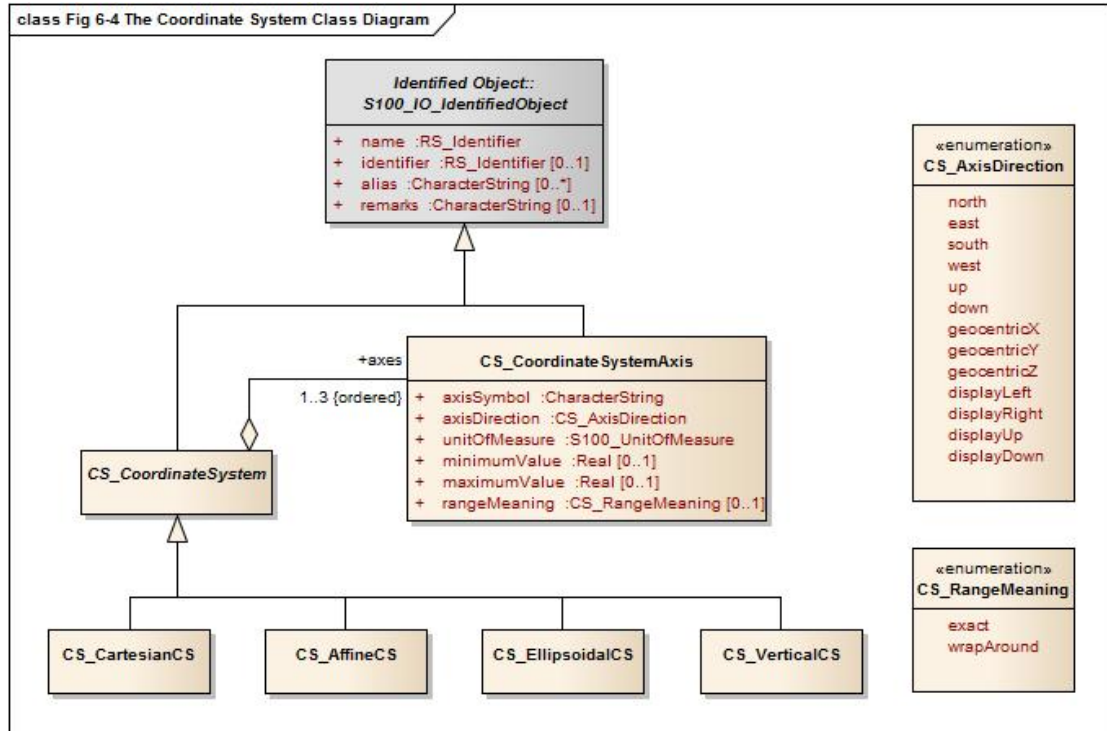 class Fig 6-4 The Coordinate System Class Diagram
Identified Object::
S100_IO_IdentifiedObject
+ name :RS_Identifier
+ identifier :RS_Identifier [0..1]
+ alias :CharacterString [0..*]
+ remarks :CharacterString [0..1]
«enumeration»
CS_AxisDirection
north
east
south
west
up
down
geocentricX
geocentricY
geocentricZ
displayLeft
displayRight
displayUp
displayDown
+axes
1..3 {ordered}
CS_CoordinateSystemAxis
+ axisSymbol :CharacterString
+ axisDirection :CS_AxisDirection
+ unitOfMeasure :S100_UnitOfMeasure
+ minimumValue :Real [0..1]
+ maximumValue :Real [0..1]
+ rangeMeaning :CS_RangeMeaning [0..1]
CS_CoordinateSystem
«enumeration»
CS_RangeMeaning
exact
wrapAround
CS_CartesianCS
CS_AffineCS
CS_EllipsoidalCS
CS_VerticalCS